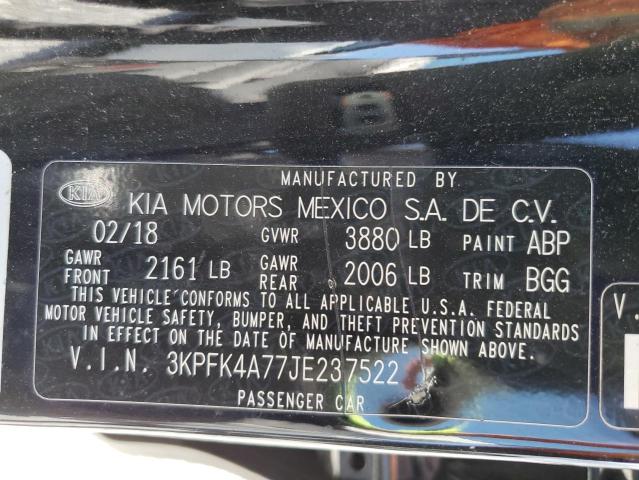 MANUFACTURED BY
KIA KIA MOTORS MEXICO S.A. DE C.V.
02/18 GVWR 3880 LB PAINT ABP
GAWR FRONT 2161 LB GAWR REAR 2006 LB TRIM BGG
THIS VEHICLE CONFORMS TO ALL APPLICABLE U.S.A. FEDERAL
MOTOR VEHICLE SAFETY, BUMPER, AND THEFT PREVENTION STANDARDS
IN EFFECT ON THE DATE OF MANUFACTURE SHOWN ABOVE.
V.I.N. 3KPFK4A77JE237522
PASSENGER CAR
V.